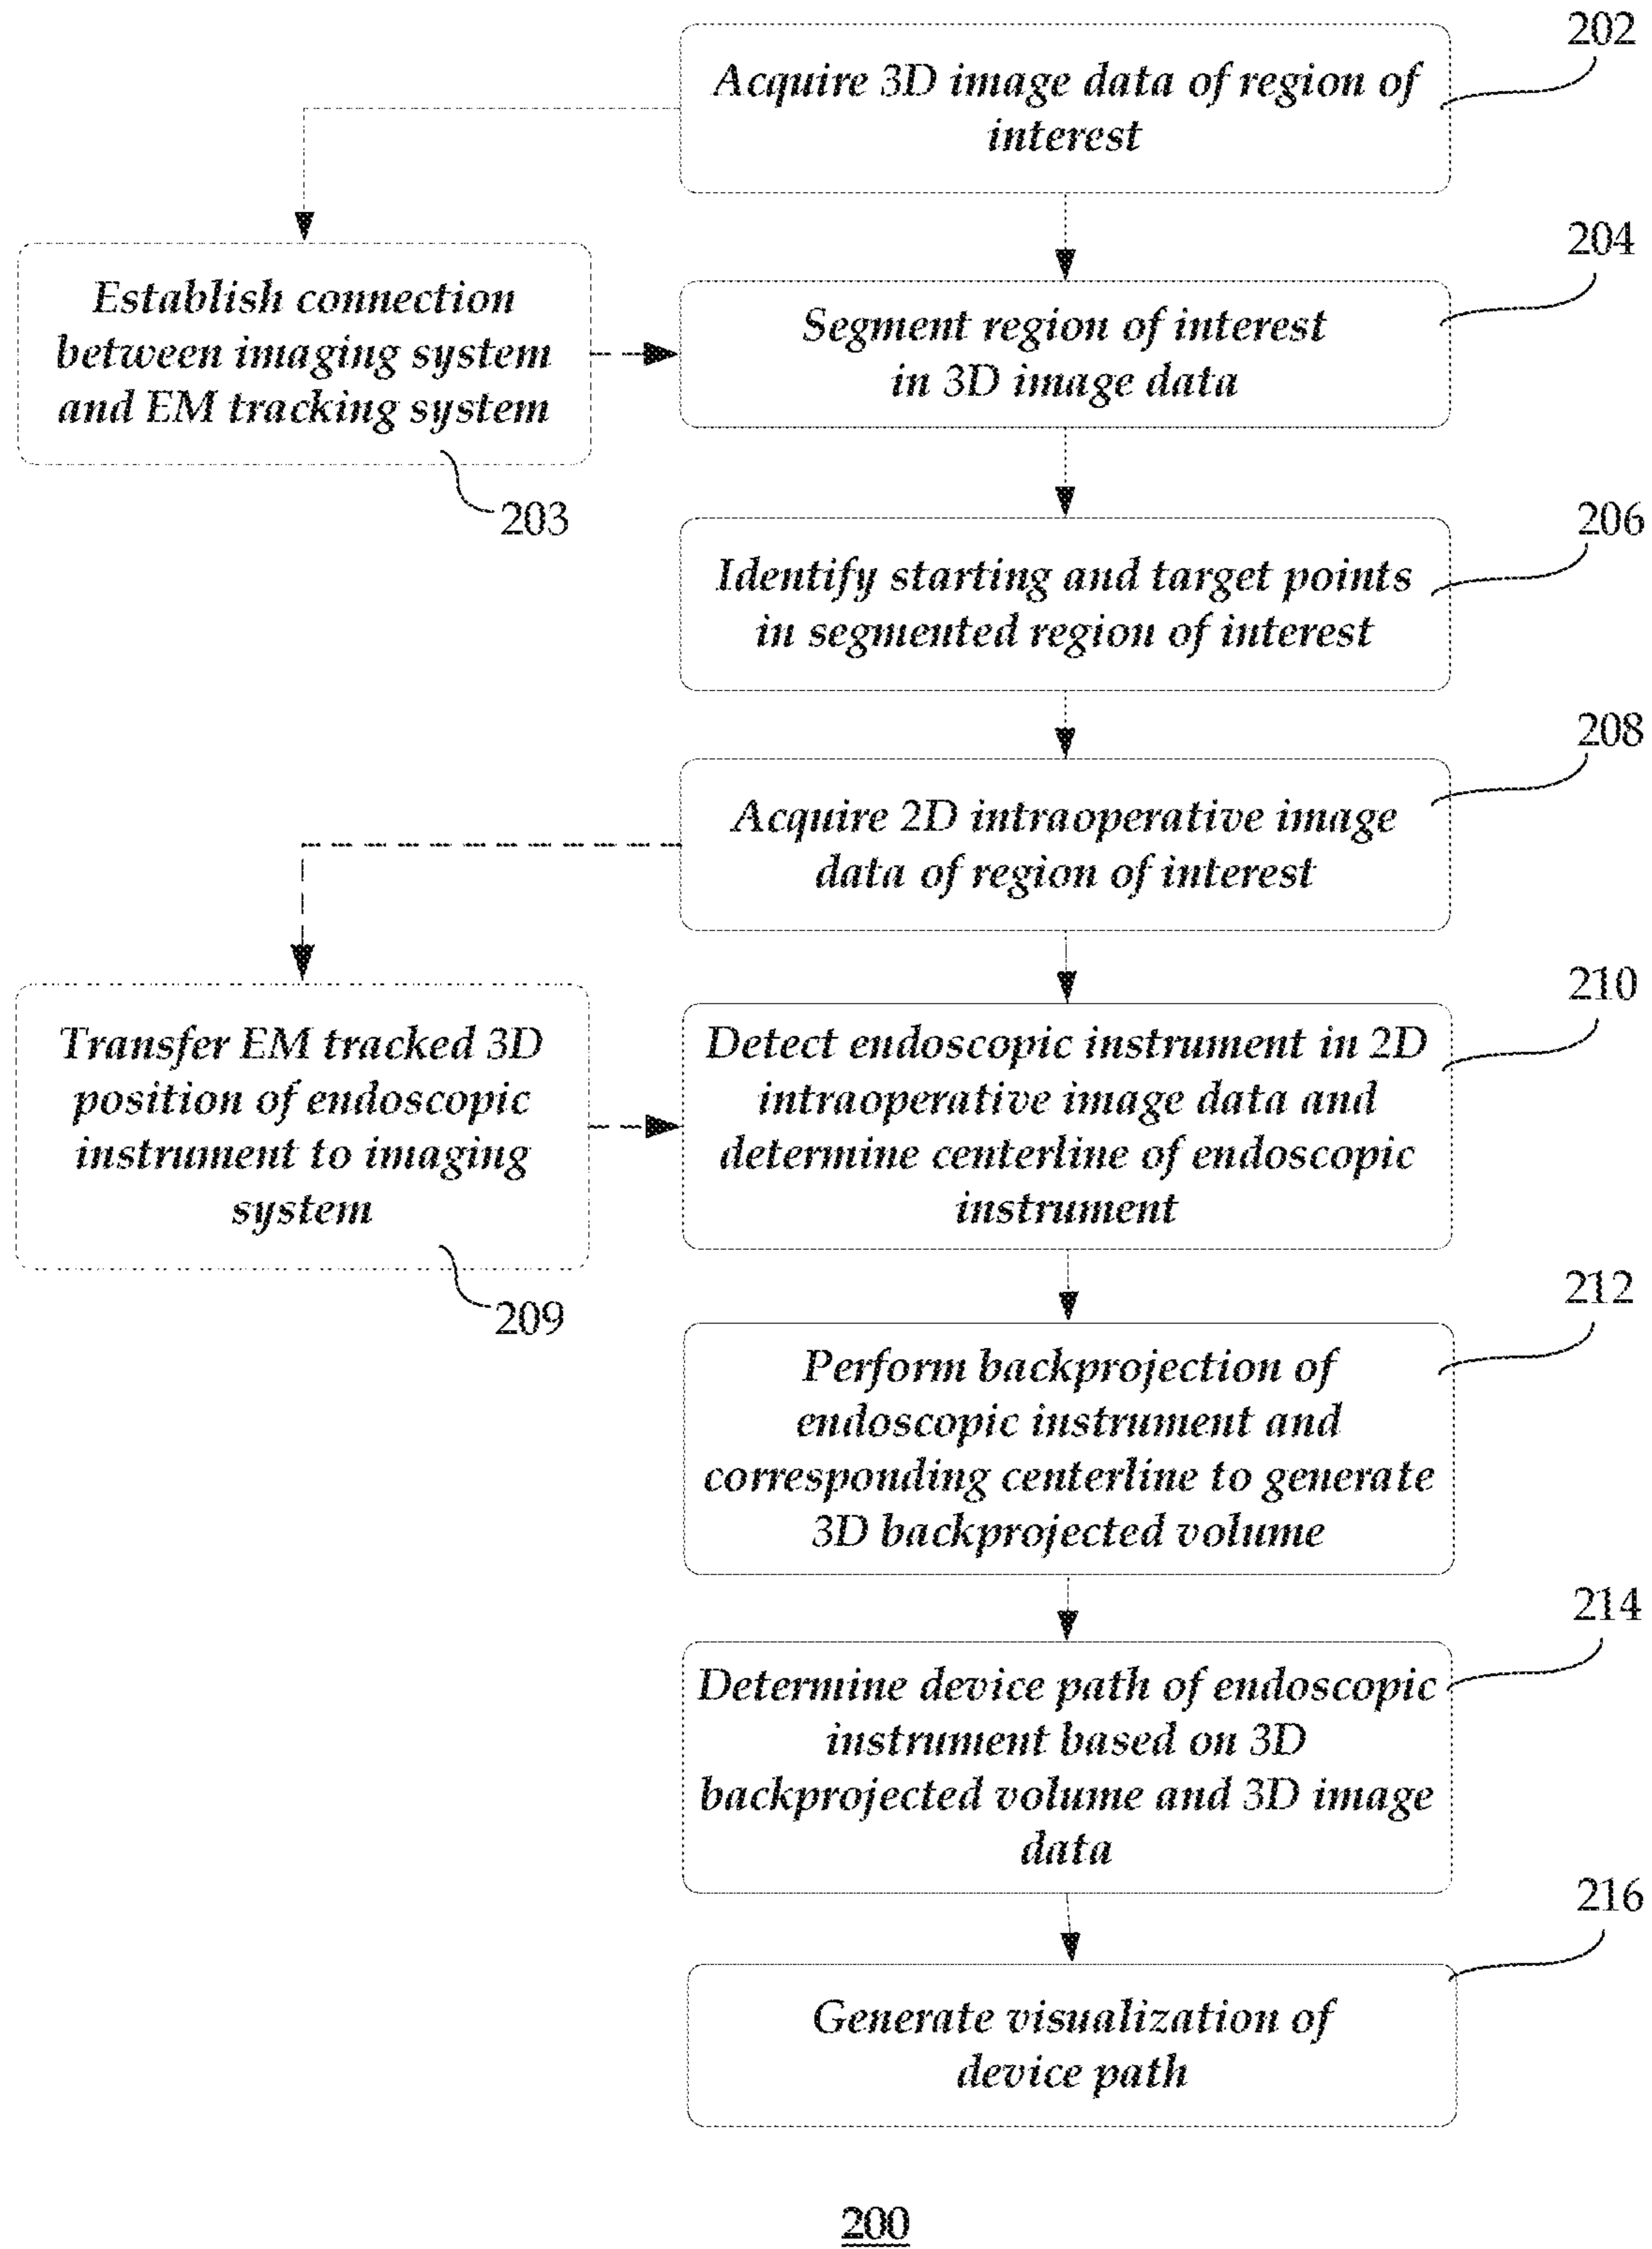 202
Acquire 3D image data of region of
interest
204
Establish connection
between imaging system
and EM tracking system
203
Segment region of interest
in 3D image data
206
Identify starting and target points
in segmented region of interest
208
Acquire 2D intraoperative image
data of region of interest
210
Transfer EM tracked 3D
position of endoscopic
instrument to imaging
system
209
Detect endoscopic instrument in 2D
intraoperative image data and
determine centerline of endoscopic
instrument
212
Perform backprojection of
endoscopic instrument and
corresponding centerline to generate
3D backprojected volume
214
Determine device path of endoscopic
instrument based on 3D
backprojected volume and 3D image
data
216
Generate visualization of
device path
200